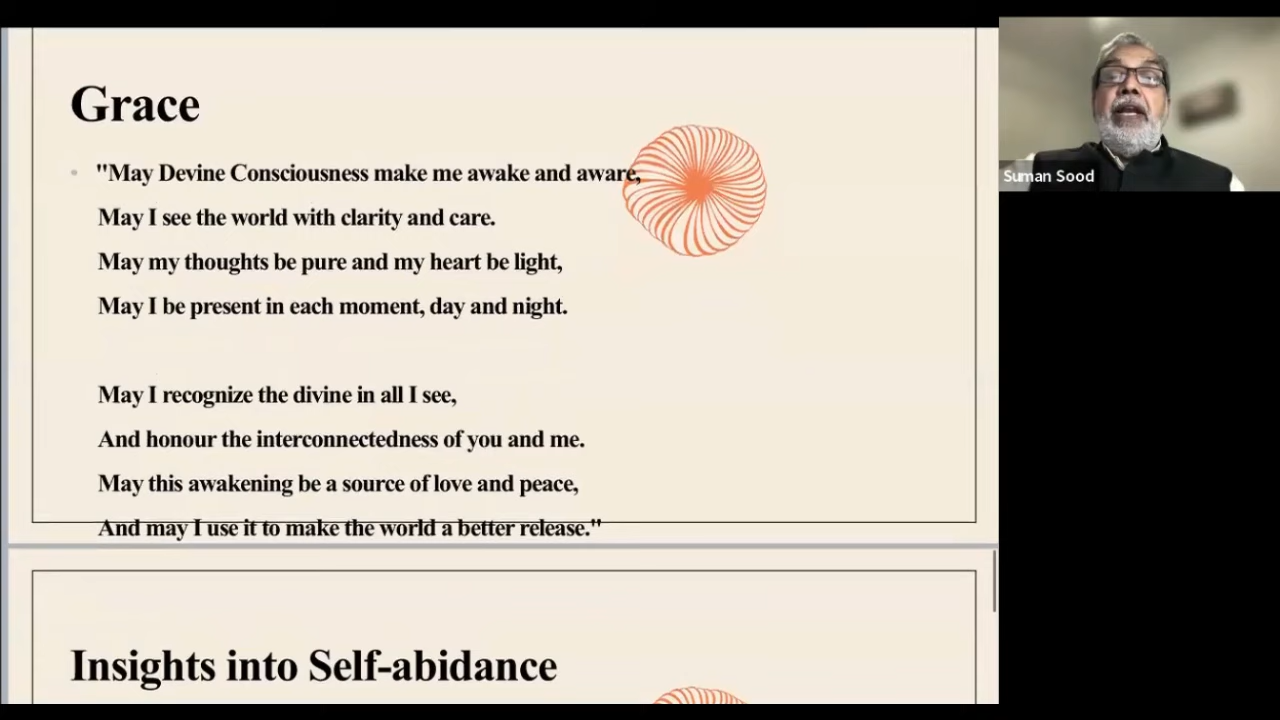 Grace
"May Devine Consciousness make me awake and aware,
May I see the world with clarity and care.
May my thoughts be pure and my heart be light,
May I be present in each moment, day and night.
May I recognize the divine in all I see,
And honour the interconnectedness of you and me.
May this awakening be a source of love and peace,
And may I use it to make the world a better release."
Insights into Self-abidance
Suman Sood